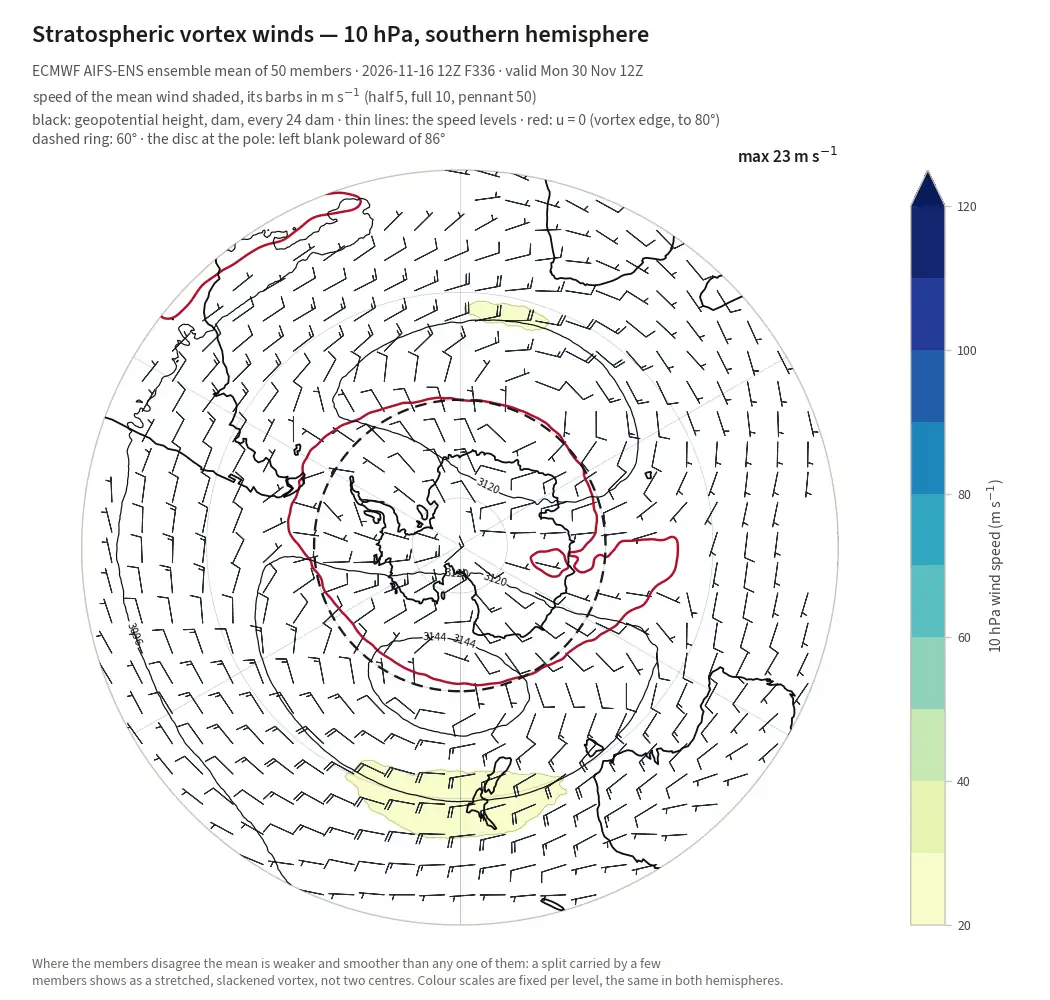 Stratospheric vortex winds — 10 hPa, southern hemisphere
ECMWF AIFS-ENS ensemble mean of 50 members · 2026-11-16 12Z F336 · valid Mon 30 Nov 12Z
speed of the mean wind shaded, its barbs in m s⁻¹ (half 5, full 10, pennant 50)
black: geopotential height, dam, every 24 dam · thin lines: the speed levels · red: u = 0 (vortex edge, to 80°)
dashed ring: 60° · the disc at the pole: left blank poleward of 86°
max 23 m s⁻¹
120
100
80
60
40
20
10 hPa wind speed (m s⁻¹)
3120
3120
3120
3144
3144
3096
Where the members disagree the mean is weaker and smoother than any one of them: a split carried by a few
members shows as a stretched, slackened vortex, not two centres. Colour scales are fixed per level, the same in both hemispheres.